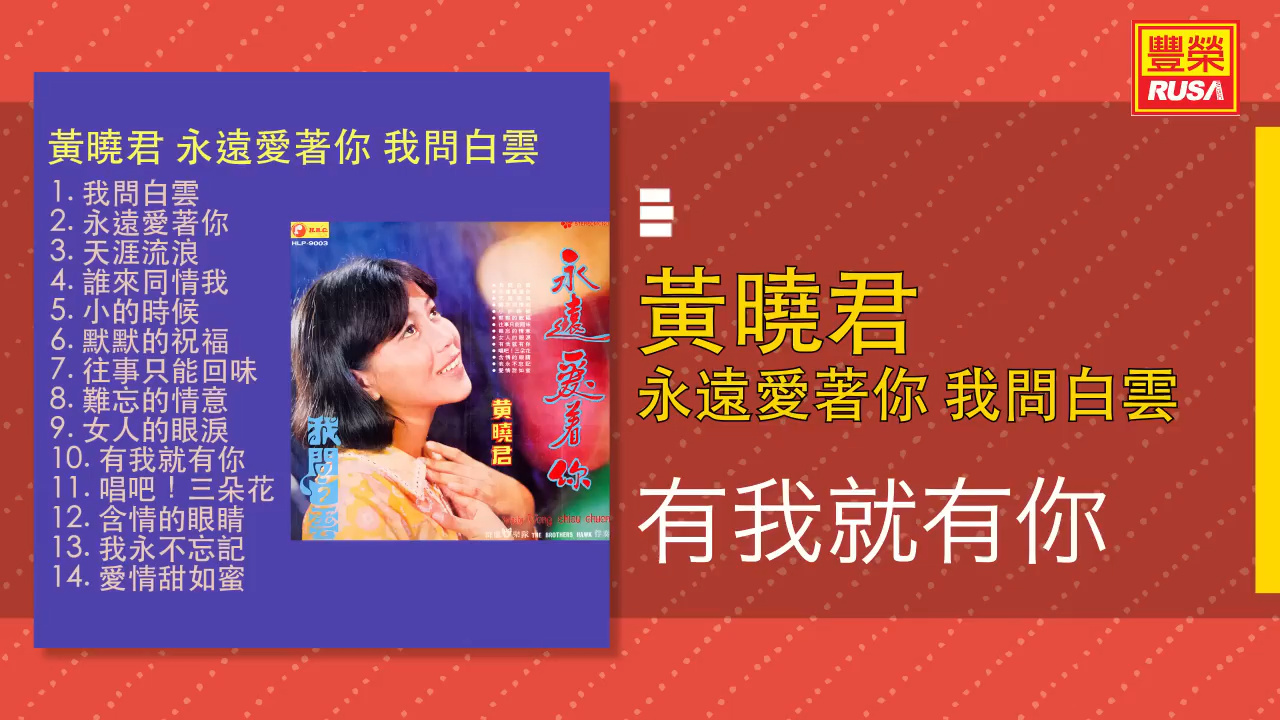 豐榮
RUSA
黃曉君 永遠愛著你 我問白雲
1. 我問白雲
2. 永遠愛著你
3. 天涯流浪
4. 誰來同情我
5. 小的時候
6. 默默的祝福
7. 往事只能回味
8. 難忘的情意
9. 女人的眼淚
10. 有我就有你
11. 唱吧！三朵花
12. 含情的眼睛
13. 我永不忘記
14. 愛情甜如蜜
HLP-9003
永遠愛着你
黃曉君
我問白雲
THE BROTHERS HAWK
黃曉君
永遠愛著你 我問白雲
有我就有你